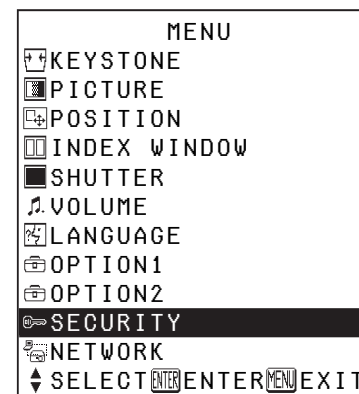 MENU
KEYSTONE
PICTURE
POSITION
INDEX WINDOW
SHUTTER
VOLUME
LANGUAGE
OPTION1
OPTION2
SECURITY
NETWORK
SELECT ENTER ENTER MENU EXIT